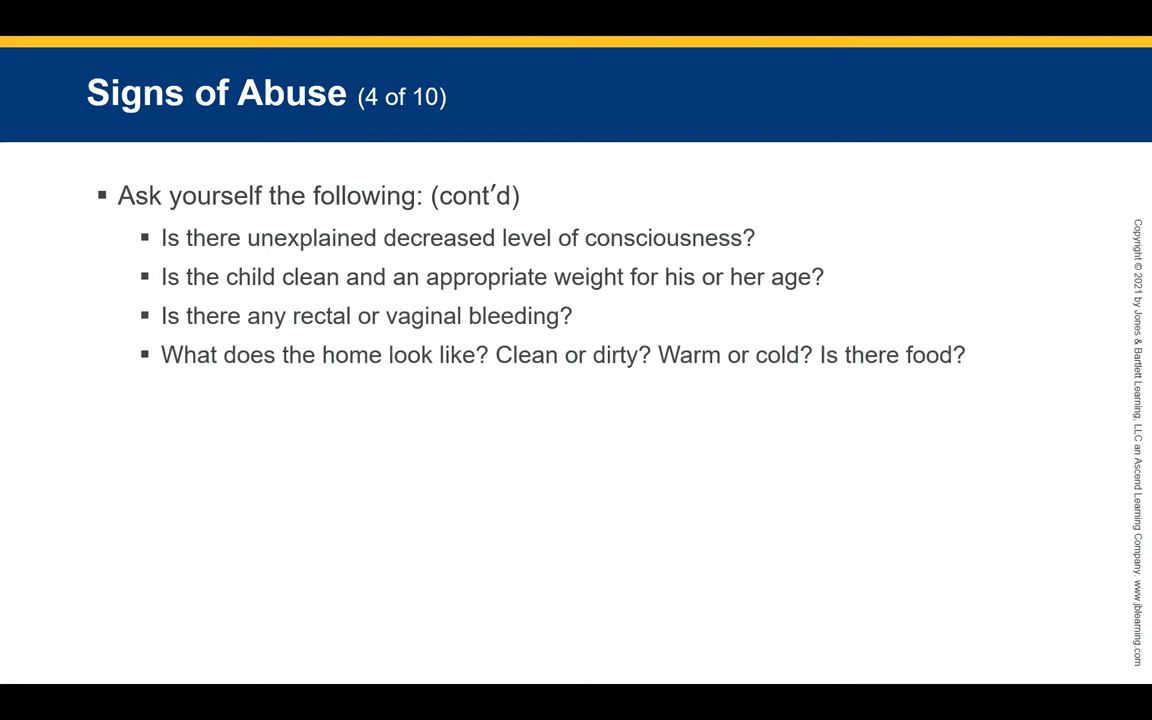 Signs of Abuse (4 of 10)
▪ Ask yourself the following: (cont′d)
▪ Is there unexplained decreased level of consciousness?
▪ Is the child clean and an appropriate weight for his or her age?
▪ Is there any rectal or vaginal bleeding?
▪ What does the home look like? Clean or dirty? Warm or cold? Is there food?
Copyright © 2021 by Jones & Bartlett Learning, LLC an Ascend Learning Company. www.jblearning.com